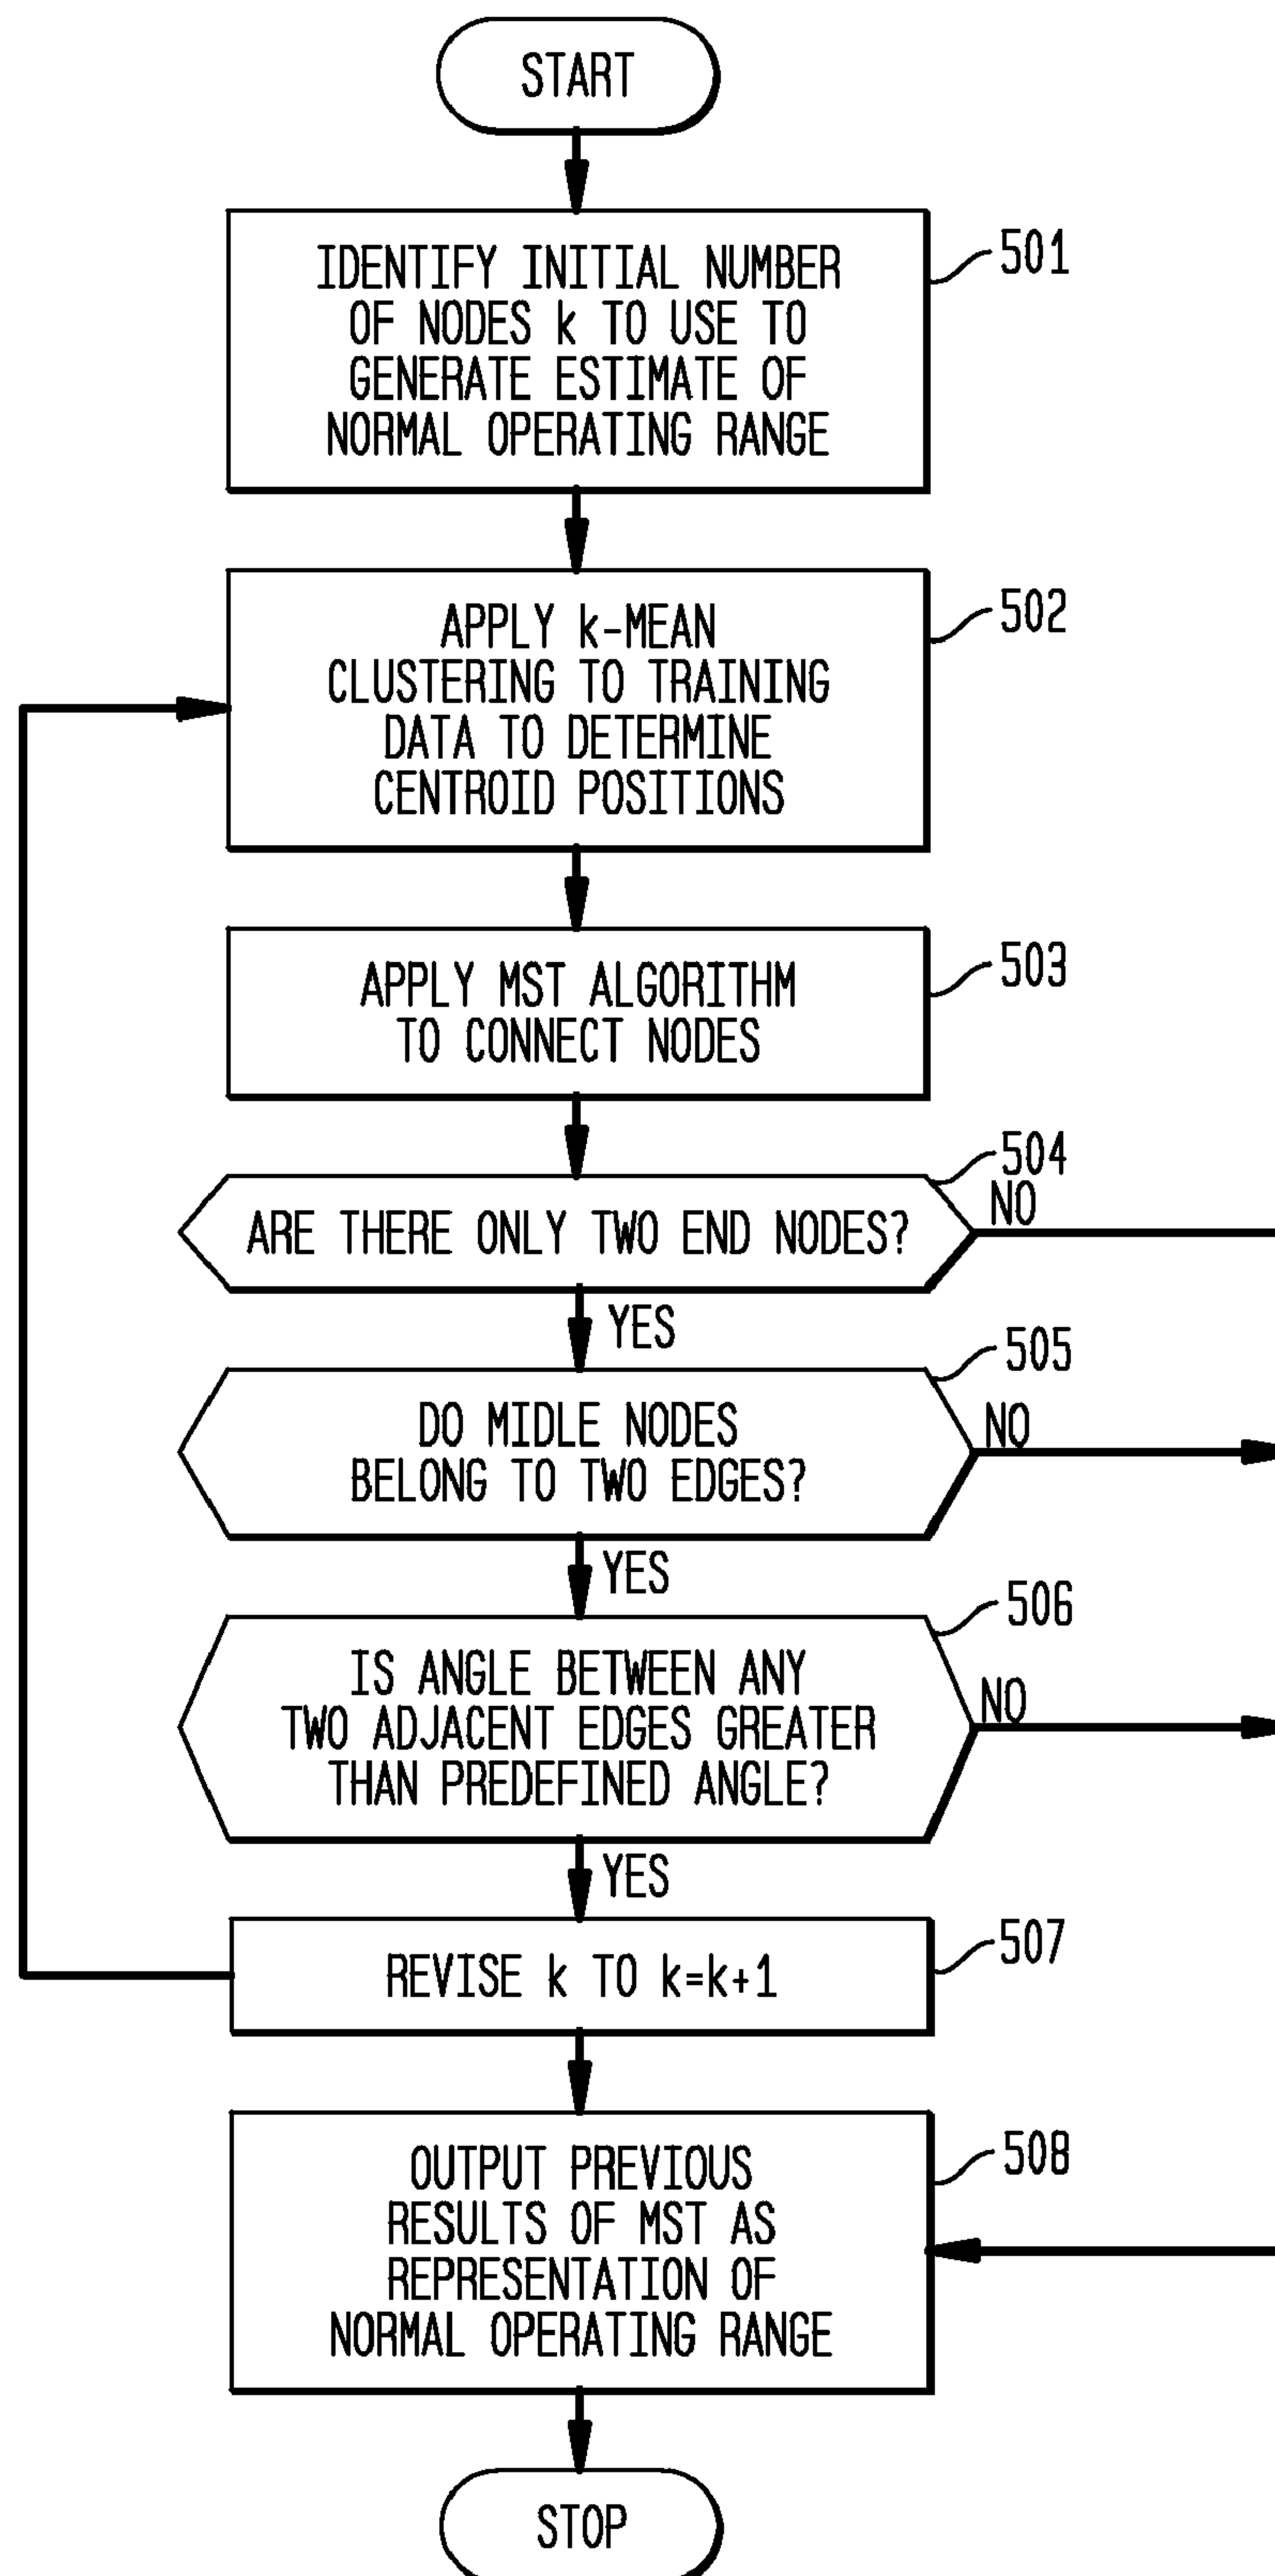 START
IDENTIFY INITIAL NUMBER
OF NODES k TO USE TO
GENERATE ESTIMATE OF
NORMAL OPERATING RANGE
501
APPLY k-MEAN
CLUSTERING TO TRAINING
DATA TO DETERMINE
CENTROID POSITIONS
502
APPLY MST ALGORITHM
TO CONNECT NODES
503
ARE THERE ONLY TWO END NODES?
504
NO
YES
DO MIDLE NODES
BELONG TO TWO EDGES?
505
NO
YES
IS ANGLE BETWEEN ANY
TWO ADJACENT EDGES GREATER
THAN PREDEFINED ANGLE?
506
NO
YES
REVISE k TO k=k+1
507
OUTPUT PREVIOUS
RESULTS OF MST AS
REPRESENTATION OF
NORMAL OPERATING RANGE
508
STOP